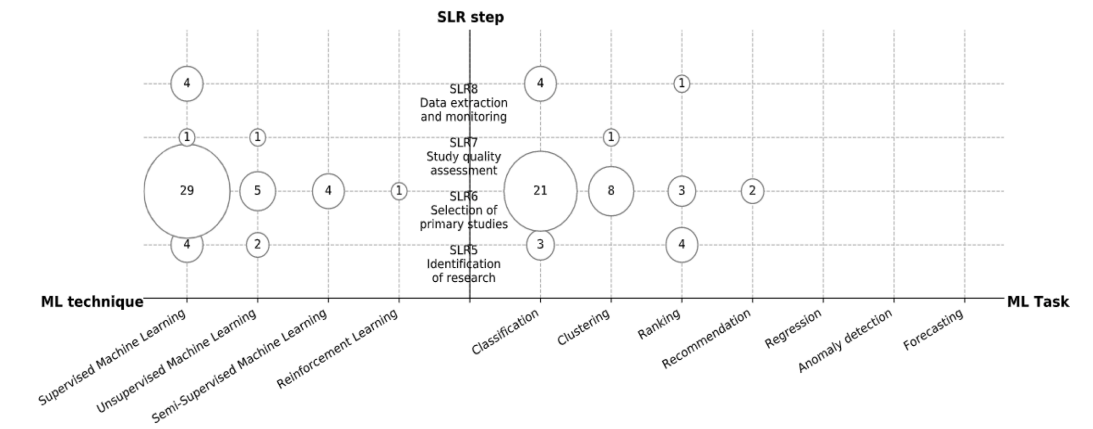 SLR step
4
4
1
SLR8
Data extraction
and monitoring
1
1
1
SLR7
Study quality
assessment
29
5
4
1
21
8
3
2
SLR6
Selection of
primary studies
4
2
3
4
SLR5
Identification
of research
ML technique
ML Task
Supervised Machine Learning
Unsupervised Machine Learning
Semi-Supervised Machine Learning
Reinforcement Learning
Classification
Clustering
Ranking
Recommendation
Regression
Anomaly detection
Forecasting